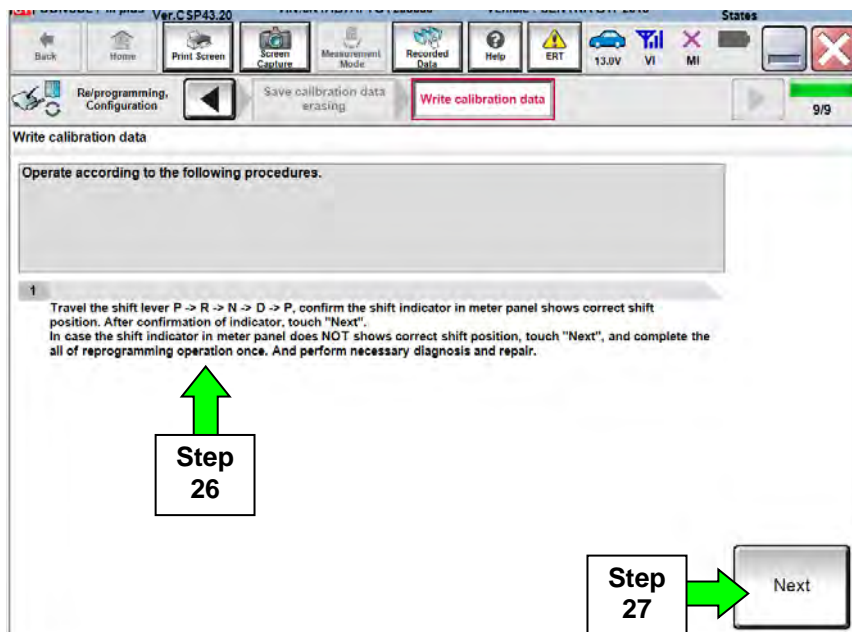 Ver.CSP43.20
States
Back
Home
Print Screen
Screen Capture
Measurement Mode
Recorded Data
Help
ERT
13.0V
VI
MI
Re/programming, Configuration
Save calibration data erasing
Write calibration data
9/9
Write calibration data
Operate according to the following procedures.
1
Travel the shift lever P -> R -> N -> D -> P, confirm the shift indicator in meter panel shows correct shift
position. After confirmation of indicator, touch "Next".
In case the shift indicator in meter panel does NOT shows correct shift position, touch "Next", and complete the
all of reprogramming operation once. And perform necessary diagnosis and repair.
Step
26
Step
27
Next